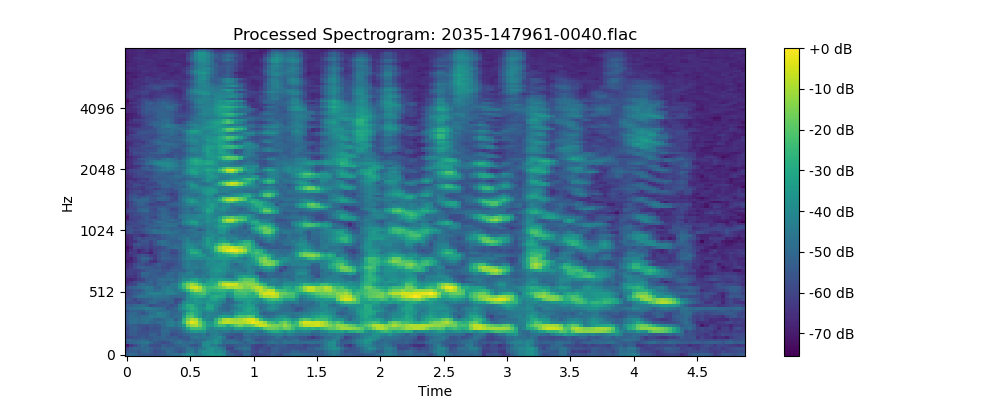 Processed Spectrogram: 2035-147961-0040.flac
Hz
4096
2048
1024
512
0
0 0.5 1 1.5 2 2.5 3 3.5 4 4.5
Time
+0 dB
-10 dB
-20 dB
-30 dB
-40 dB
-50 dB
-60 dB
-70 dB